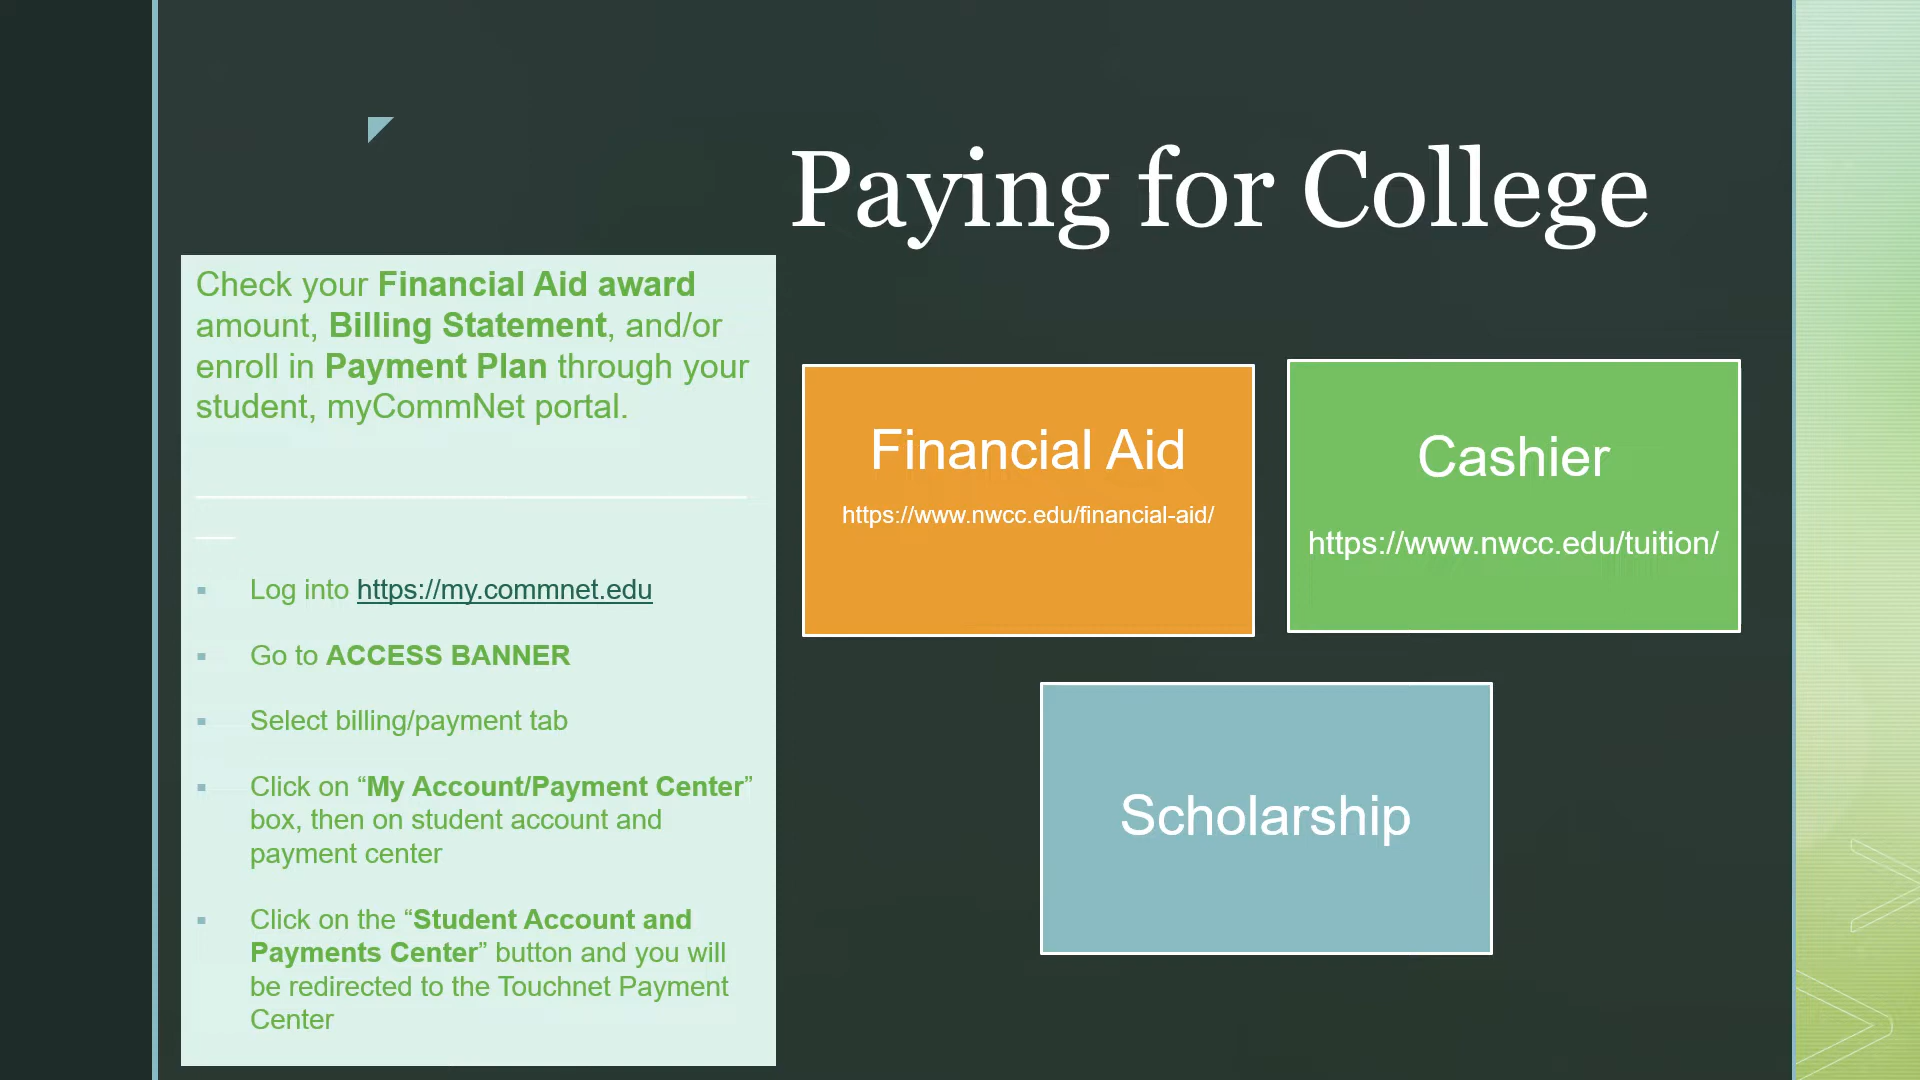 Paying for College
Check your Financial Aid award
amount, Billing Statement, and/or
enroll in Payment Plan through your
student, myCommNet portal.
Log into https://my.commnet.edu
Go to ACCESS BANNER
Select billing/payment tab
Click on “My Account/Payment Center”
box, then on student account and
payment center
Click on the “Student Account and
Payments Center” button and you will
be redirected to the Touchnet Payment
Center
Financial Aid
https://www.nwcc.edu/financial-aid/
Cashier
https://www.nwcc.edu/tuition/
Scholarship